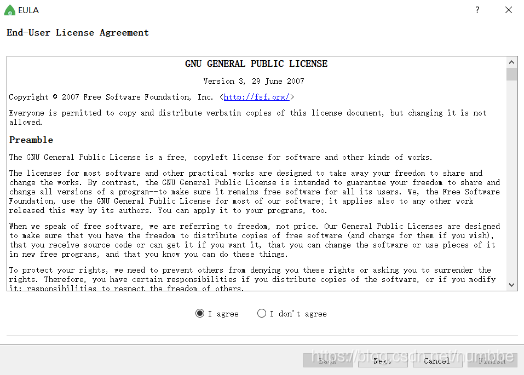 EULA
End-User License Agreement
GNU GENERAL PUBLIC LICENSE
Version 3, 29 June 2007
Copyright © 2007 Free Software Foundation, Inc. <http://fsf.org/>
Everyone is permitted to copy and distribute verbatim copies of this license document, but changing it is not
allowed.
Preamble
The GNU General Public License is a free, copyleft license for software and other kinds of works.
The licenses for most software and other practical works are designed to take away your freedom to share and
change the works. By contrast, the GNU General Public License is intended to guarantee your freedom to share and
change all versions of a program--to make sure it remains free software for all its users. We, the Free Software
Foundation, use the GNU General Public License for most of our software; it applies also to any other work
released this way by its authors. You can apply it to your programs, too.
When we speak of free software, we are referring to freedom, not price. Our General Public Licenses are designed
to make sure that you have the freedom to distribute copies of free software (and charge for them if you wish),
that you receive source code or can get it if you want it, that you can change the software or use pieces of it
in new free programs, and that you know you can do these things.
To protect your rights, we need to prevent others from denying you these rights or asking you to surrender the
rights. Therefore, you have certain responsibilities if you distribute copies of the software, or if you modify
it: responsibilities to respect the freedom of others.
I agree I don't agree
Next Cancel